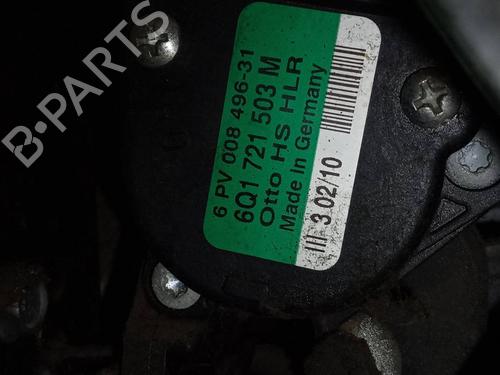 B-PARTS
6 PV 008 496-31
6Q1 721 503 M
Otto HS HLR
Made in Germany
3 02/10